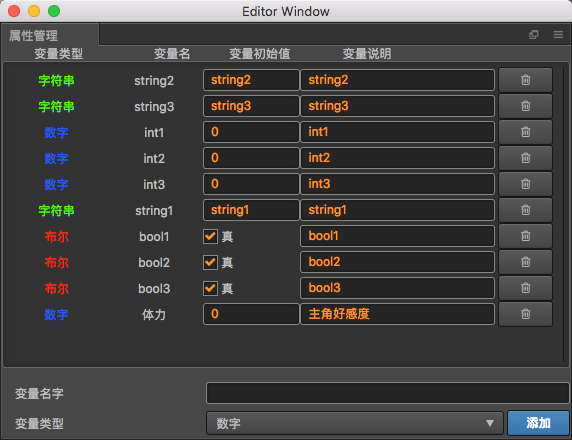 Editor Window
属性管理
变量类型 变量名 变量初始值 变量说明
字符串 string2 string2 string2
字符串 string3 string3 string3
数字 int1 0 int1
数字 int2 0 int2
数字 int3 0 int3
字符串 string1 string1 string1
布尔 bool1 真 bool1
布尔 bool2 真 bool2
布尔 bool3 真 bool3
数字 体力 0 主角好感度
变量名字
变量类型 数字 添加